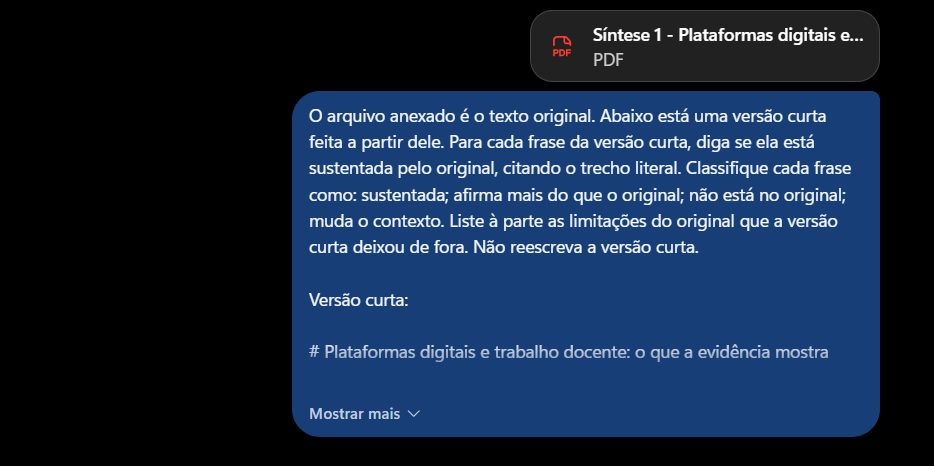 Síntese 1 - Plataformas digitais e...
PDF
PDF
O arquivo anexado é o texto original. Abaixo está uma versão curta
feita a partir dele. Para cada frase da versão curta, diga se ela está
sustentada pelo original, citando o trecho literal. Classifique cada frase
como: sustentada; afirma mais do que o original; não está no original;
muda o contexto. Liste à parte as limitações do original que a versão
curta deixou de fora. Não reescreva a versão curta.
Versão curta:
# Plataformas digitais e trabalho docente: o que a evidência mostra
Mostrar mais